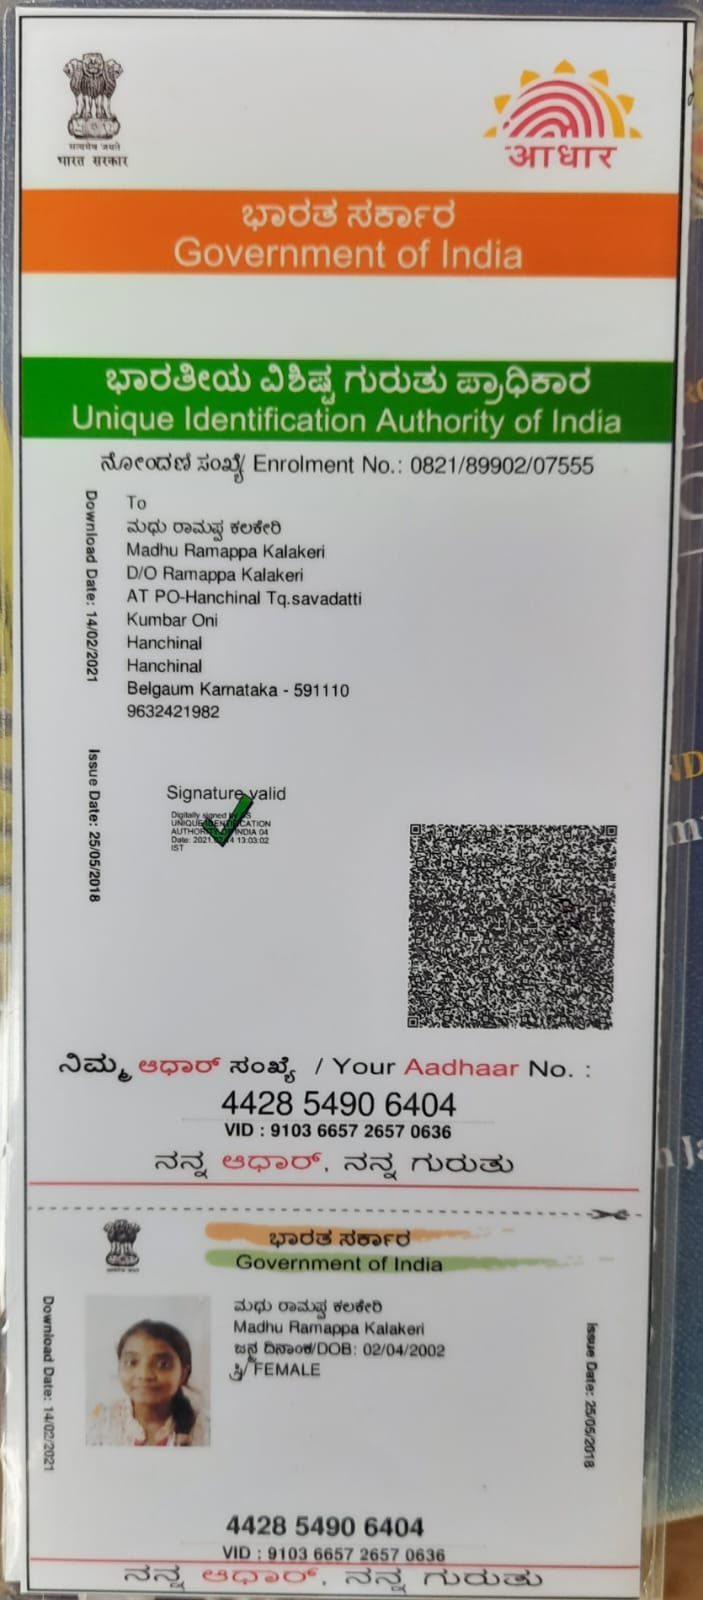 सत्यमेव जयते
भारत सरकार
आधार
ಭಾರತ ಸರ್ಕಾರ
Government of India
ಭಾರತೀಯ ವಿಶಿಷ್ಟ ಗುರುತು ಪ್ರಾಧಿಕಾರ
Unique Identification Authority of India
ನೋಂದಣಿ ಸಂಖ್ಯೆ/ Enrolment No.: 0821/89902/07555
Download Date: 14/02/2021
Issue Date: 25/05/2018
To
ಮಧು ರಾಮಪ್ಪ ಕಲಕೇರಿ
Madhu Ramappa Kalakeri
D/O Ramappa Kalakeri
AT PO-Hanchinal Tq.savadatti
Kumbar Oni
Hanchinal
Hanchinal
Belgaum Karnataka - 591110
9632421982
Signature valid
Digitally signed by
UNIQUE IDENTIFICATION
AUTHORITY OF INDIA 04
Date: 13:03:02
IST
ನಿಮ್ಮ ಆಧಾರ್ ಸಂಖ್ಯೆ / Your Aadhaar No. :
4428 5490 6404
VID : 9103 6657 2657 0636
ನನ್ನ ಆಧಾರ್, ನನ್ನ ಗುರುತು
ಭಾರತ ಸರ್ಕಾರ
Government of India
Download Date: 14/02/2021
ಮಧು ರಾಮಪ್ಪ ಕಲಕೇರಿ
Madhu Ramappa Kalakeri
ಜನ್ಮ ದಿನಾಂಕ/DOB: 02/04/2002
ಸ್ತ್ರೀ/ FEMALE
Issue Date: 25/05/2018
4428 5490 6404
VID : 9103 6657 2657 0636
ನನ್ನ ಆಧಾರ್, ನನ್ನ ಗುರುತು